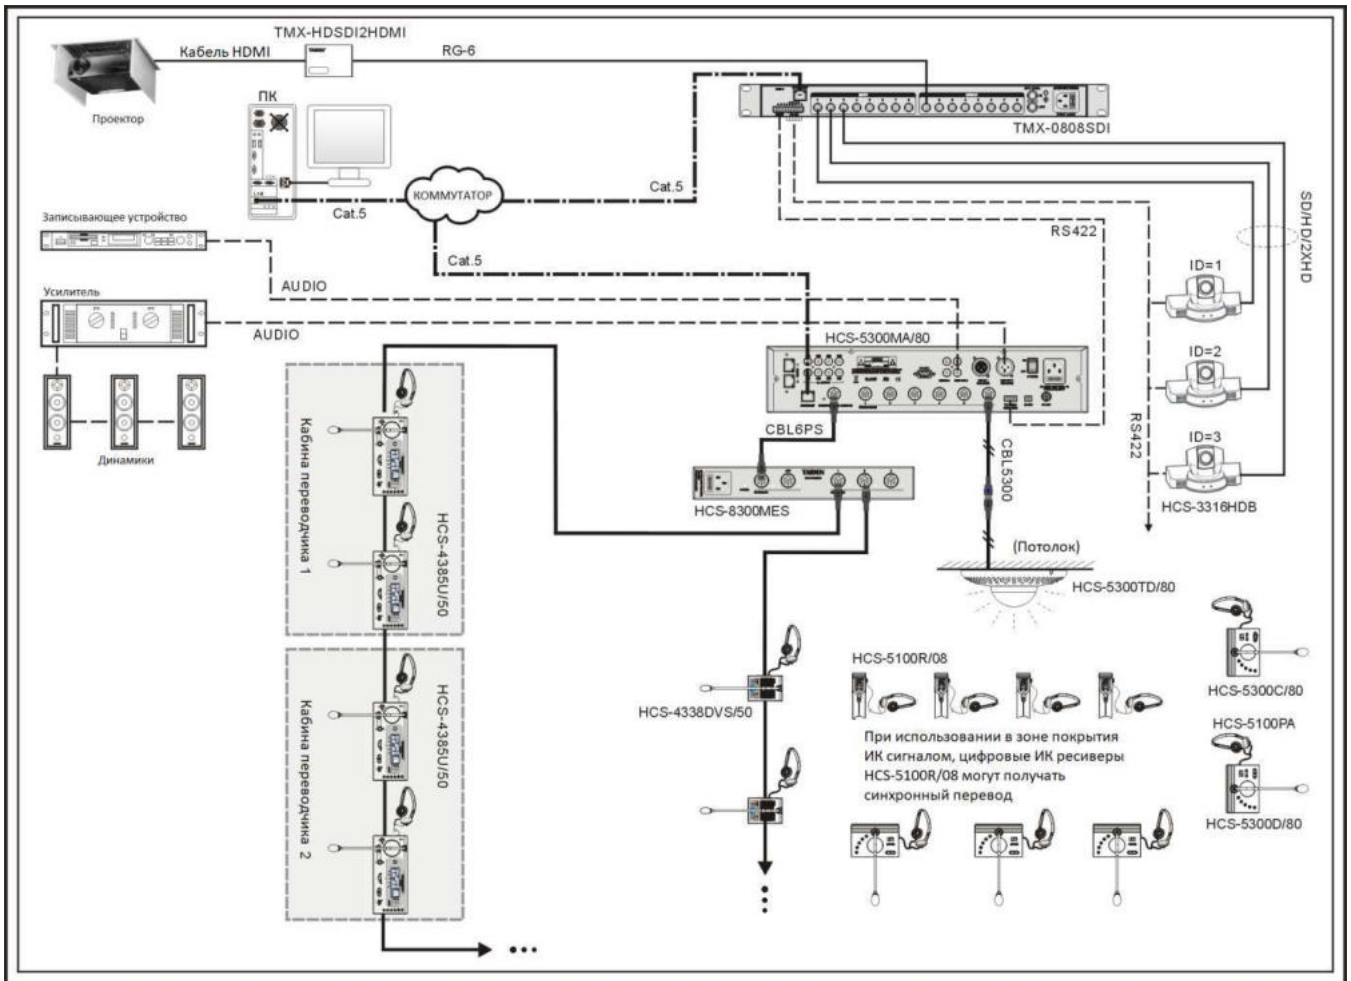 TMX-HDSDI2HDMI
Кабель HDMI
RG-6
Проектор
ПК
TMX-0808SDI
КОММУТАТОР
Cat.5
Cat.5
Записывающее устройство
RS422
SD/HD/2XHD
Cat.5
ID=1
AUDIO
Усилитель
AUDIO
HCS-5300MA/80
ID=2
Динамики
Кабина переводчика 1
HCS-4385U/50
CBL6PS
CBL5300
RS422
ID=3
HCS-8300MES
HCS-3316HDB
(Потолок)
HCS-5300TD/80
Кабина переводчика 2
HCS-4385U/50
HCS-4338DVS/50
HCS-5100R/08
HCS-5300C/80
HCS-5100PA
При использовании в зоне покрытия
ИК сигналом, цифровые ИК ресиверы
HCS-5100R/08 могут получать
синхронный перевод
HCS-5300D/80